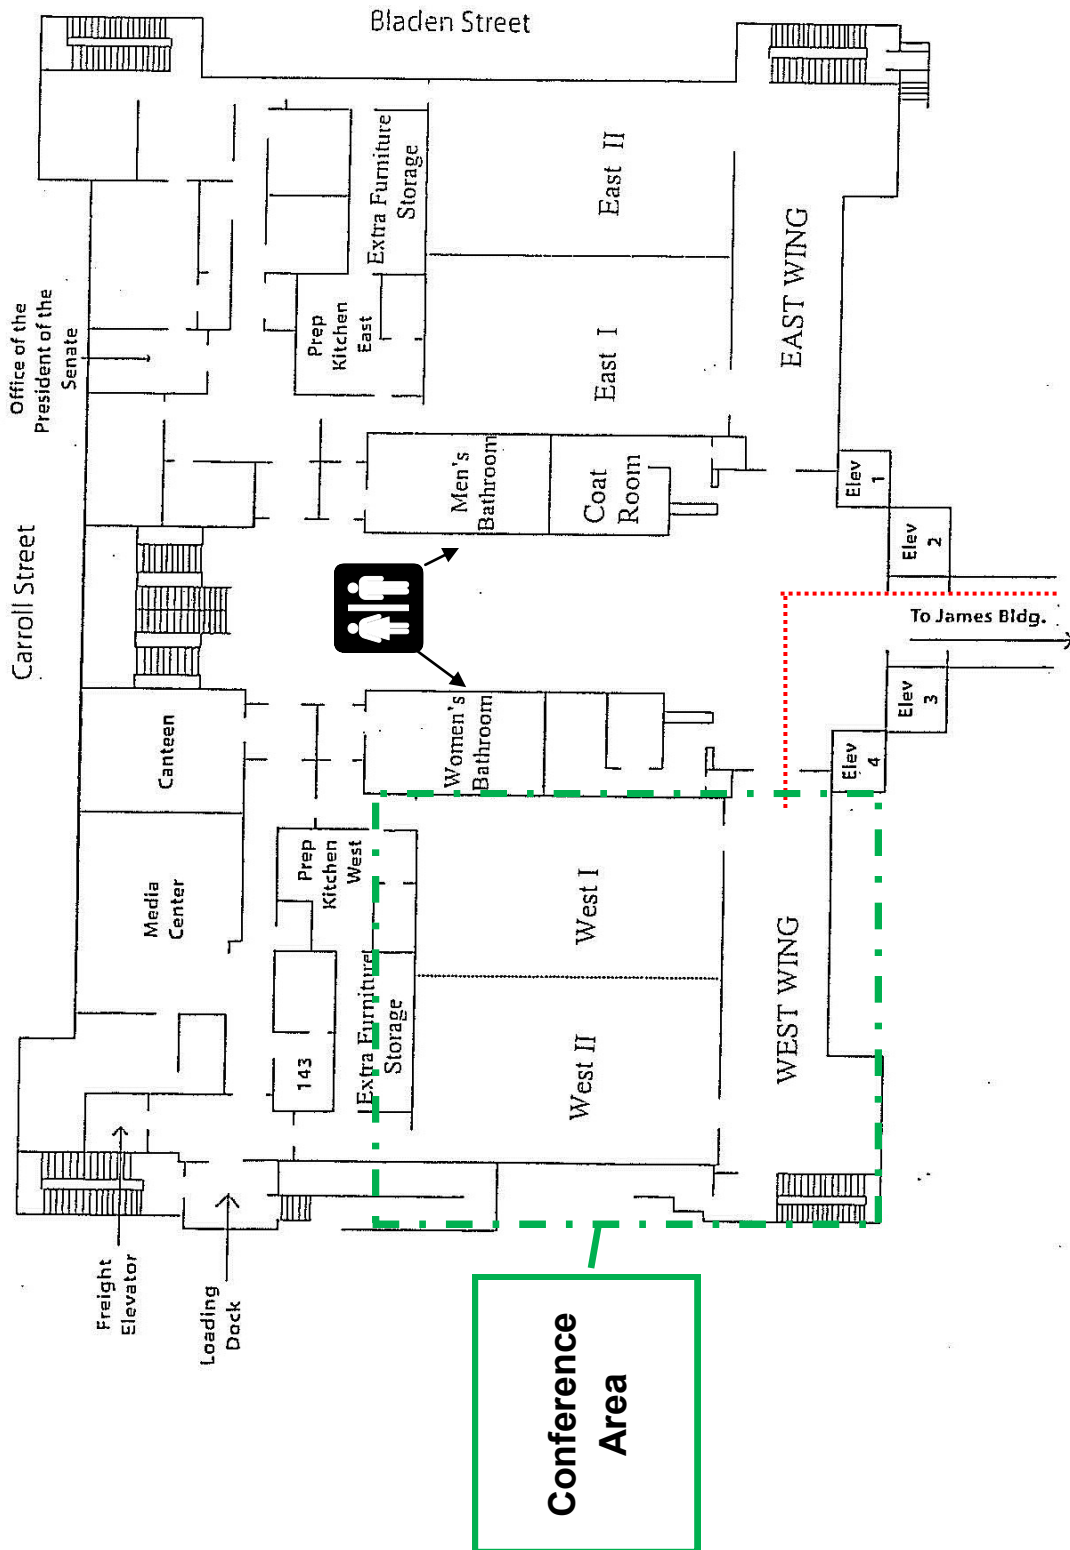 Bladen Street
Carroll Street
Office of the
President of the
Senate
Extra Furniture
Storage
Prep
Kitchen
East
East II
East I
EAST WING
Men's
Bathroom
Coat
Room
Elev
1
Elev
2
To James Bldg.
Elev
3
Elev
4
Canteen
Women's
Bathroom
Media
Center
Prep
Kitchen
West
West I
West II
WEST WING
143
Extra Furniture
Storage
Freight
Elevator
Loading
Dock
Conference
Area